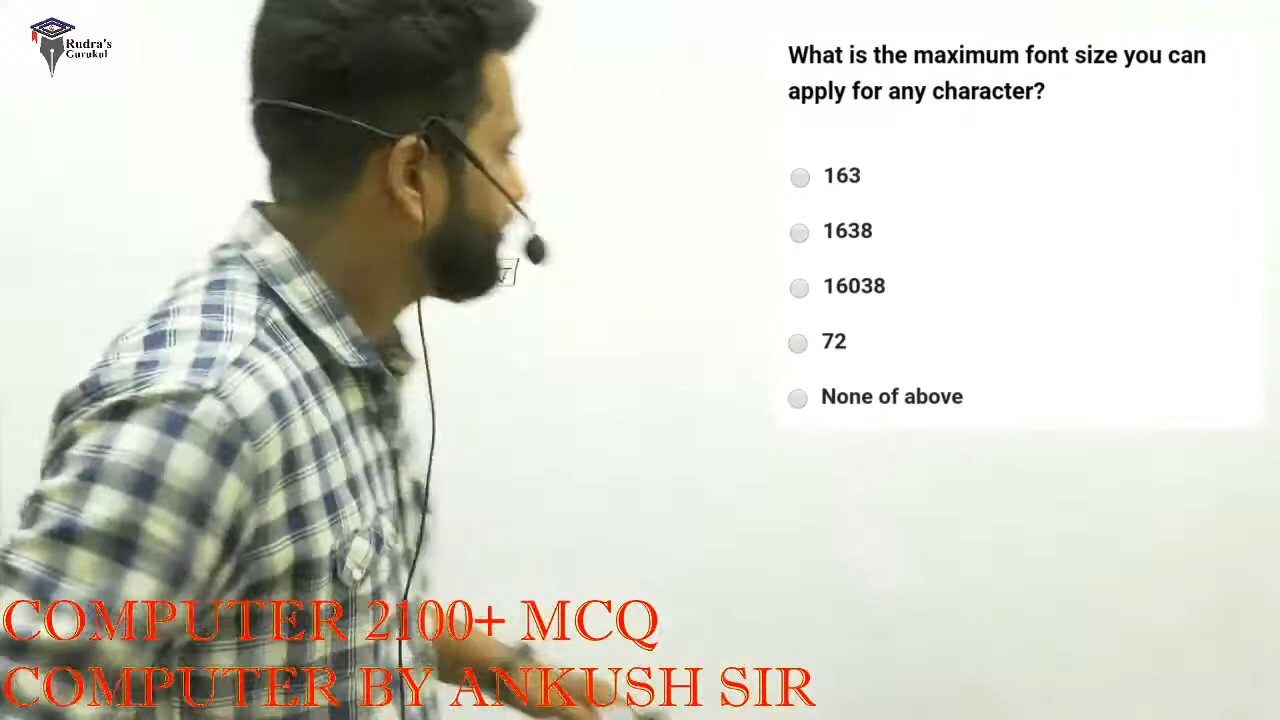 Rudra's
Gurukul
What is the maximum font size you can
apply for any character?
163
1638
16038
72
None of above
COMPUTER 2100+ MCQ
COMPUTER BY ANKUSH SIR